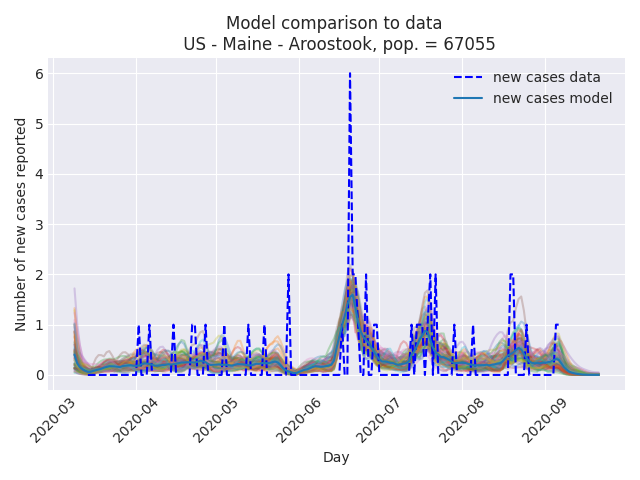 Model comparison to data
US - Maine - Aroostook, pop. = 67055
new cases data
new cases model
Number of new cases reported
6
5
4
3
2
1
0
2020-03
2020-04
2020-05
2020-06
2020-07
2020-08
2020-09
Day